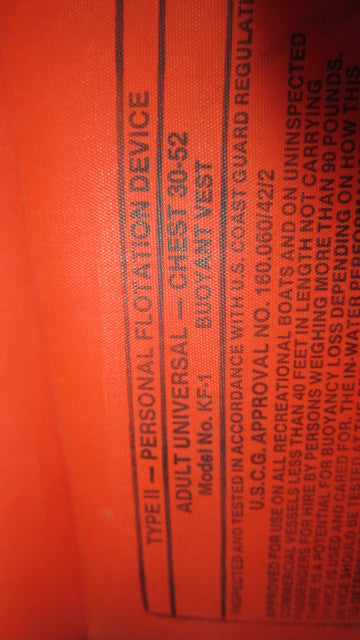 TYPE II — PERSONAL FLOTATION DEVICE
ADULT UNIVERSAL — CHEST 30-52
Model No. KF-1 BUOYANT VEST
INSPECTED AND TESTED IN ACCORDANCE WITH U.S. COAST GUARD REGULATI
U.S.C.G. APPROVAL NO. 160.060/42/2
APPROVED FOR USE ON ALL RECREATIONAL BOATS AND ON UNINSPECTED
COMMERCIAL VESSELS LESS THAN 40 FEET IN LENGTH NOT CARRYING
PASSENGERS FOR HIRE BY PERSONS WEIGHING MORE THAN 90 POUNDS.
THERE IS A POTENTIAL FOR BUOYANCY LOSS DEPENDING ON HOW THIS
DEVICE IS USED AND CARED FOR. THE IN-WATER
DEVICE SHOULD BE